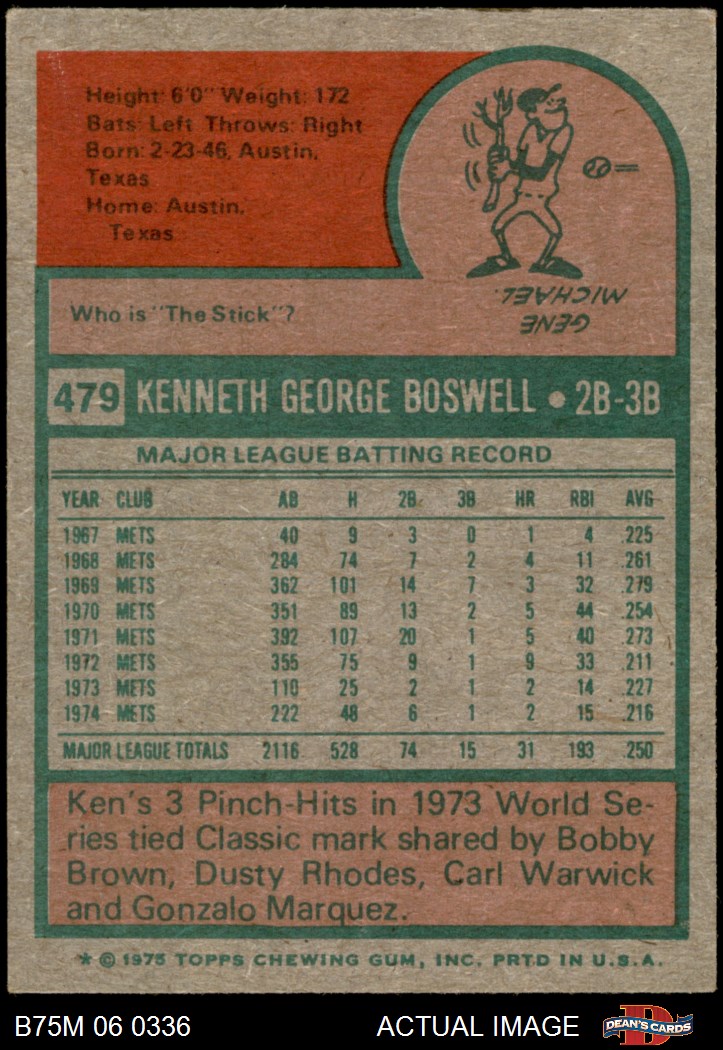 Height: 6'0" Weight: 172
Bats: Left Throws: Right
Born: 2-23-46, Austin,
Texas
Home: Austin,
Texas
Who is "The Stick"?
GENE
MICHAEL
479 KENNETH GEORGE BOSWELL • 2B-3B
MAJOR LEAGUE BATTING RECORD
YEAR CLUB AB H 2B 3B HR RBI AVG
1967 METS 40 9 3 0 1 4 .225
1968 METS 284 74 7 2 4 11 .261
1969 METS 362 101 14 7 3 32 .279
1970 METS 351 89 13 2 5 44 .254
1971 METS 392 107 20 1 5 40 .273
1972 METS 355 75 9 1 9 33 .211
1973 METS 110 25 2 1 2 14 .227
1974 METS 222 48 6 1 2 15 .216
MAJOR LEAGUE TOTALS 2116 528 74 15 31 193 .250
Ken's 3 Pinch-Hits in 1973 World Se-
ries tied Classic mark shared by Bobby
Brown, Dusty Rhodes, Carl Warwick
and Gonzalo Marquez.
* © 1975 TOPPS CHEWING GUM, INC. PRTD IN U.S.A.
B75M 06 0336 ACTUAL IMAGE D DEAN'S CARDS